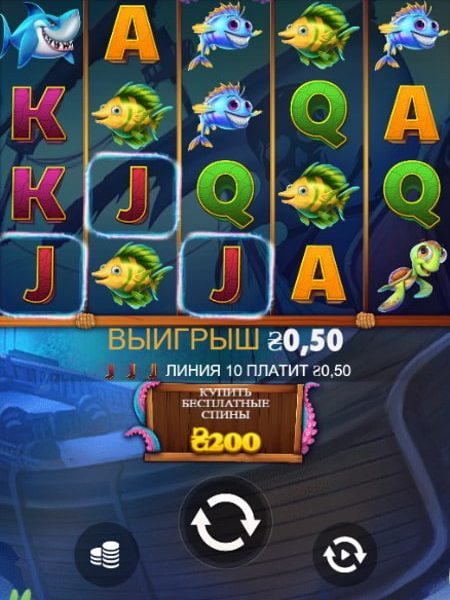 A
K Q A
K J Q Q
J J A
ВЫИГРЫШ ₴0,50
J J J ЛИНИЯ 10 ПЛАТИТ ₴0,50
КУПИТЬ
БЕСПЛАТНЫЕ
СПИНЫ
₴200